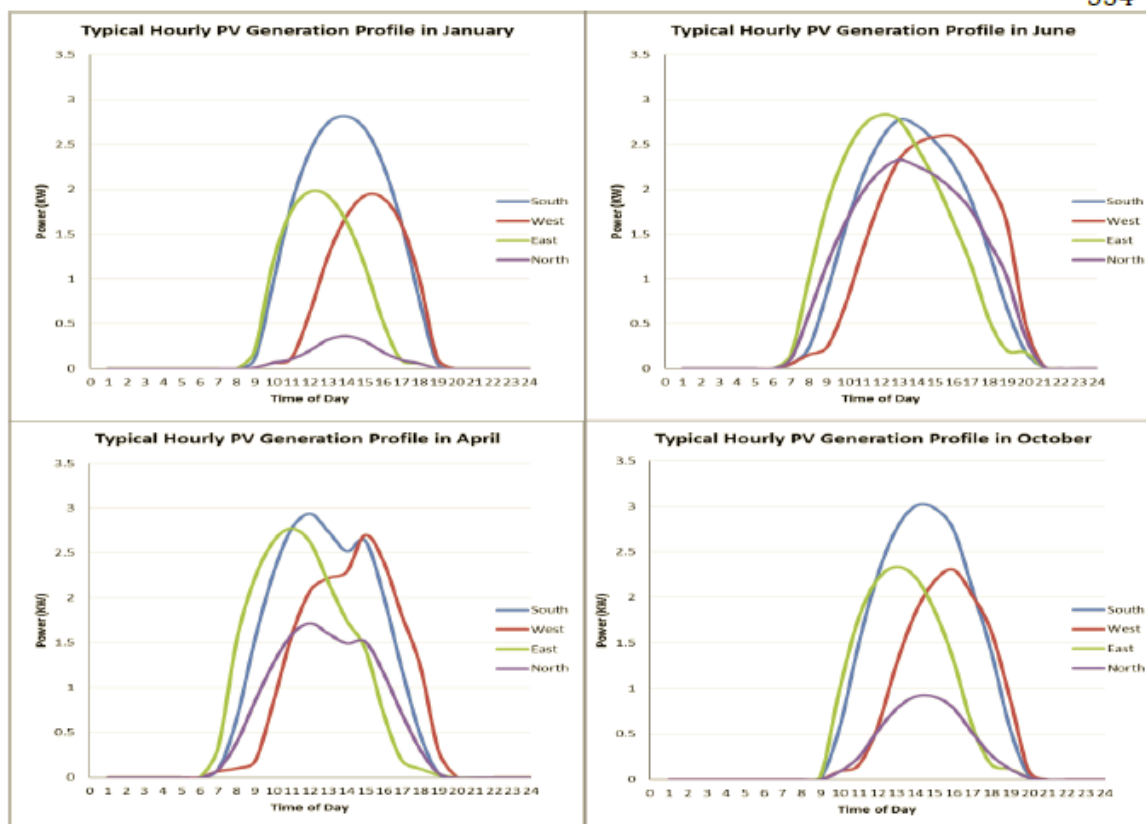 Typical Hourly PV Generation Profile in January
3.5
3
2.5
2
1.5
1
0.5
0
Power (KW)
0 1 2 3 4 5 6 7 8 9 10 11 12 13 14 15 16 17 18 19 20 21 22 23 24
Time of Day
South
West
East
North
Typical Hourly PV Generation Profile in June
3.5
3
2.5
2
1.5
1
0.5
0
Power (KW)
0 1 2 3 4 5 6 7 8 9 10 11 12 13 14 15 16 17 18 19 20 21 22 23 24
Time of Day
South
West
East
North
Typical Hourly PV Generation Profile in April
3.5
3
2.5
2
1.5
1
0.5
0
Power (KW)
0 1 2 3 4 5 6 7 8 9 10 11 12 13 14 15 16 17 18 19 20 21 22 23 24
Time of Day
South
West
East
North
Typical Hourly PV Generation Profile in October
3.5
3
2.5
2
1.5
1
0.5
0
Power (KW)
0 1 2 3 4 5 6 7 8 9 10 11 12 13 14 15 16 17 18 19 20 21 22 23 24
Time of Day
South
West
East
North